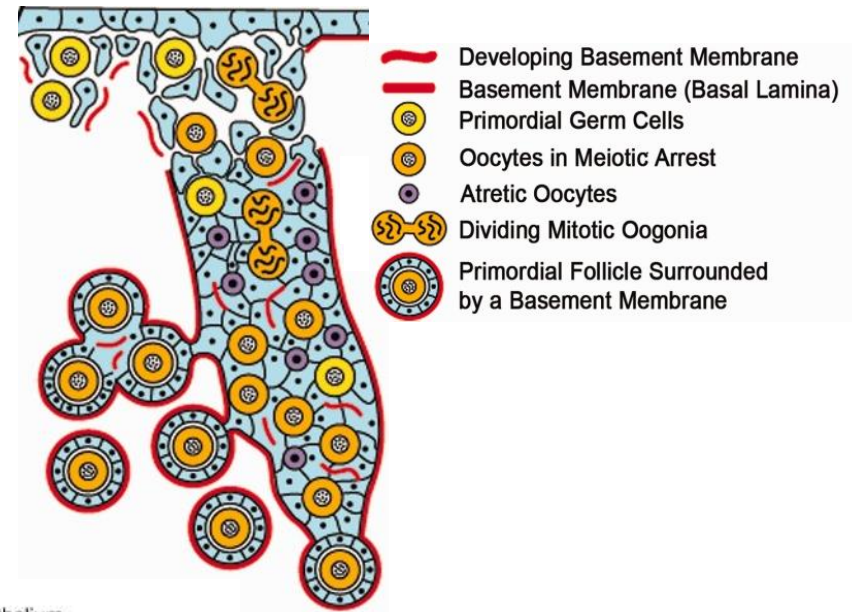 Developing Basement Membrane
Basement Membrane (Basal Lamina)
Primordial Germ Cells
Oocytes in Meiotic Arrest
Atretic Oocytes
Dividing Mitotic Oogonia
Primordial Follicle Surrounded
by a Basement Membrane